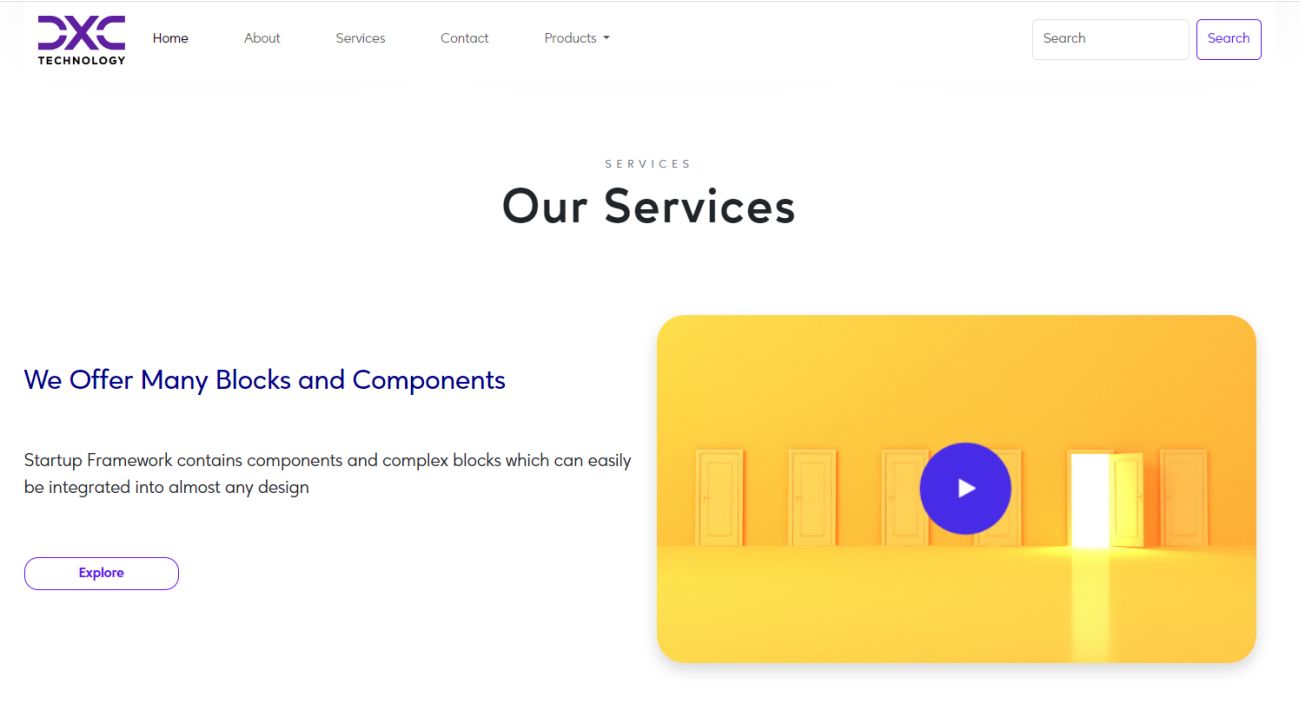 DXC
TECHNOLOGY
Home
About
Services
Contact
Products
Search
Search
SERVICES
Our Services
We Offer Many Blocks and Components
Startup Framework contains components and complex blocks which can easily
be integrated into almost any design
Explore